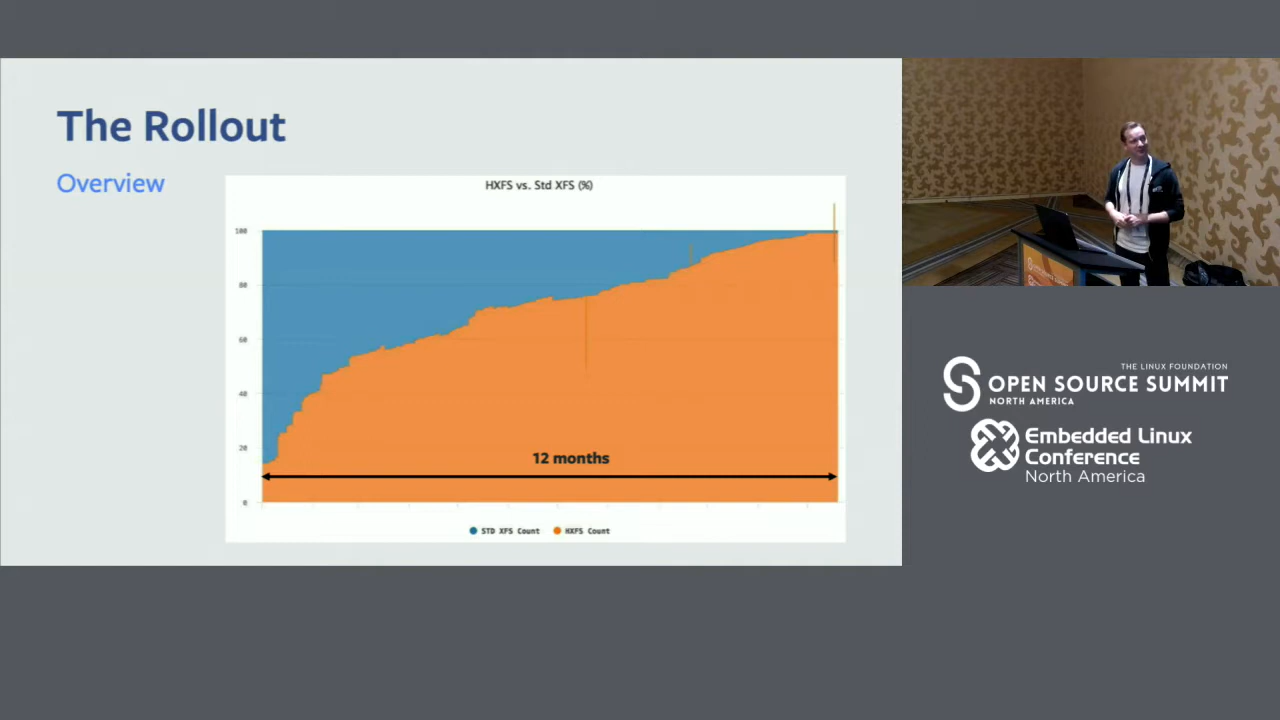 The Rollout
Overview
HXFS vs. Std XFS (%)
100
80
60
40
20
0
12 months
STD XFS Count
HXFS Count
THE LINUX FOUNDATION
OPEN SOURCE SUMMIT
NORTH AMERICA
Embedded Linux
Conference
North America